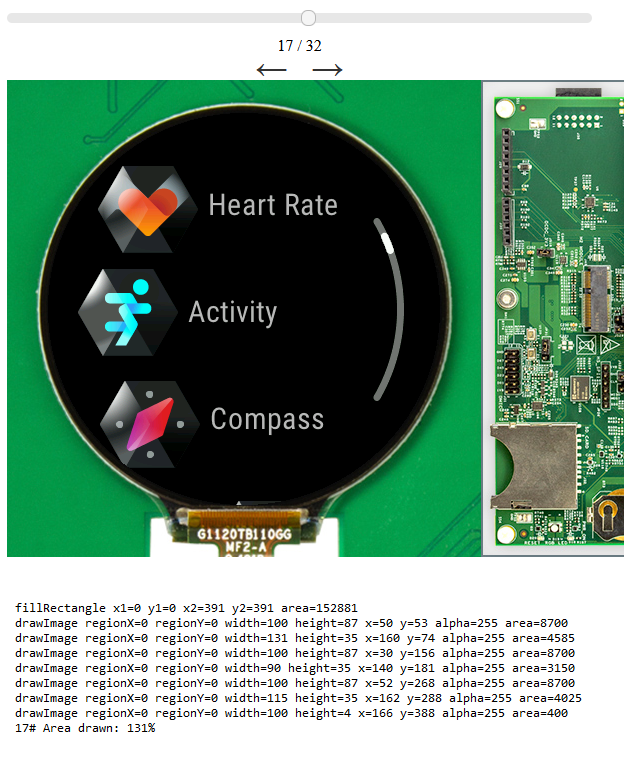 17 / 32
← →
Heart Rate
Activity
Compass
G1120TB110GG
MF2-A
fillRectangle x1=0 y1=0 x2=391 y2=391 area=152881
drawImage regionX=0 regionY=0 width=100 height=87 x=50 y=53 alpha=255 area=8700
drawImage regionX=0 regionY=0 width=131 height=35 x=160 y=74 alpha=255 area=4585
drawImage regionX=0 regionY=0 width=100 height=87 x=30 y=156 alpha=255 area=8700
drawImage regionX=0 regionY=0 width=90 height=35 x=140 y=181 alpha=255 area=3150
drawImage regionX=0 regionY=0 width=100 height=87 x=52 y=268 alpha=255 area=8700
drawImage regionX=0 regionY=0 width=115 height=35 x=162 y=288 alpha=255 area=4025
drawImage regionX=0 regionY=0 width=100 height=4 x=166 y=388 alpha=255 area=400
17# Area drawn: 131%